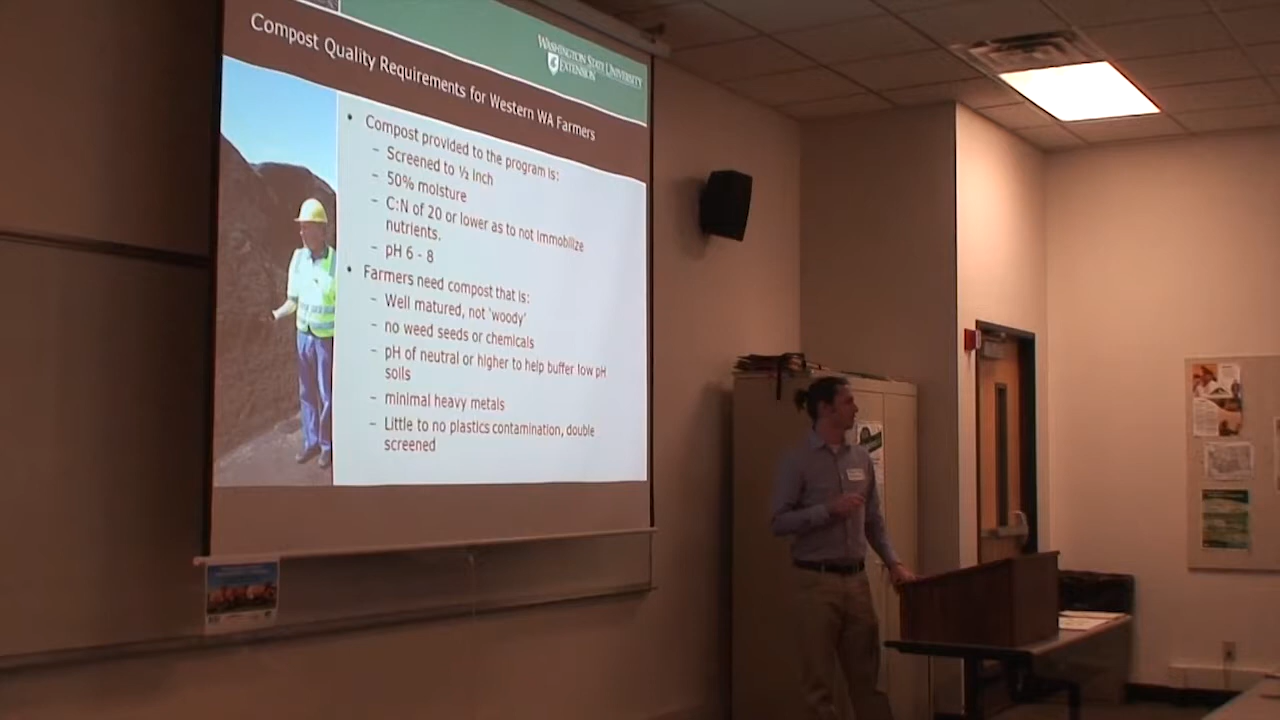 Compost Quality Requirements for Western WA Farmers
WASHINGTON STATE UNIVERSITY
EXTENSION
• Compost provided to the program is:
– Screened to ½ inch
– 50% moisture
– C:N of 20 or lower as to not immobilize
nutrients.
– pH 6 - 8
• Farmers need compost that is:
– Well matured, not ‘woody’
– no weed seeds or chemicals
– pH of neutral or higher to help buffer low pH
soils
– minimal heavy metals
– Little to no plastics contamination, double
screened